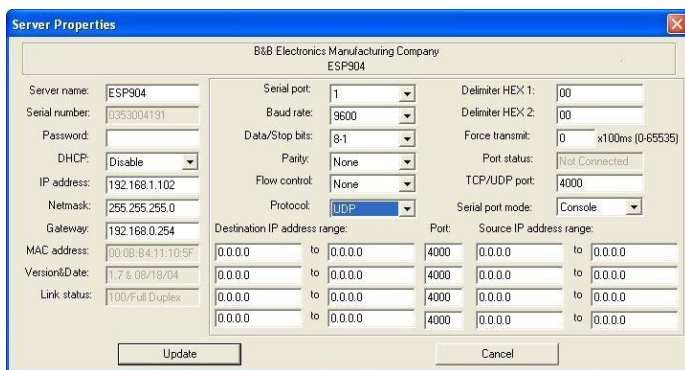 Server Properties
B&B Electronics Manufacturing Company
ESP904
Server name: ESP904
Serial number: 0353004191
Password:
DHCP: Disable
IP address: 192.168.1.102
Netmask: 255.255.255.0
Gateway: 192.168.0.254
MAC address: 00:0B:B4:11:10:5F
Version&Date: 1.7 & 08/18/04
Link status: 100/Full Duplex
Serial port: 1
Baud rate: 9600
Data/Stop bits: 8-1
Parity: None
Flow control: None
Protocol: UDP
Delimiter HEX 1: 00
Delimiter HEX 2: 00
Force transmit: 0 x100ms (0-65535)
Port status: Not Connected
TCP/UDP port: 4000
Serial port mode: Console
Destination IP address range: Port: Source IP address range:
0.0.0.0 to 0.0.0.0 4000 0.0.0.0 to 0.0.0.0
0.0.0.0 to 0.0.0.0 4000 0.0.0.0 to 0.0.0.0
0.0.0.0 to 0.0.0.0 4000 0.0.0.0 to 0.0.0.0
0.0.0.0 to 0.0.0.0 4000 0.0.0.0 to 0.0.0.0
Update Cancel